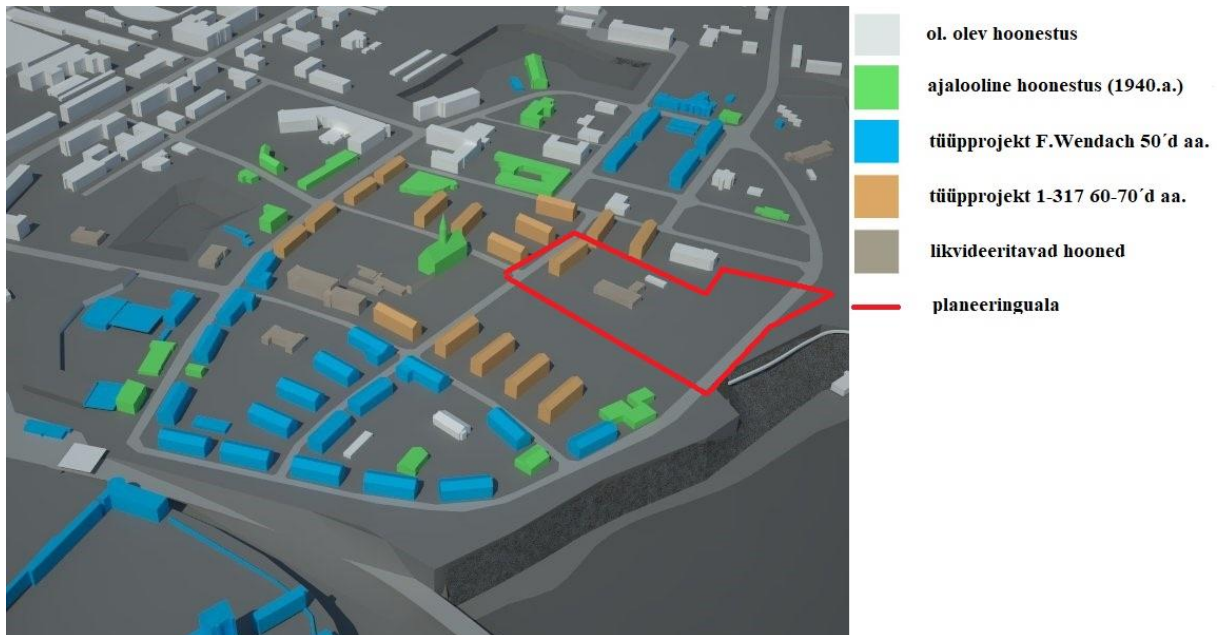 ol. olev hoonestus
ajalooline hoonestus (1940.a.)
tüüpprojekt F.Wendach 50´d aa.
tüüpprojekt 1-317 60-70´d aa.
likvideeritavad hooned
planeeringuala